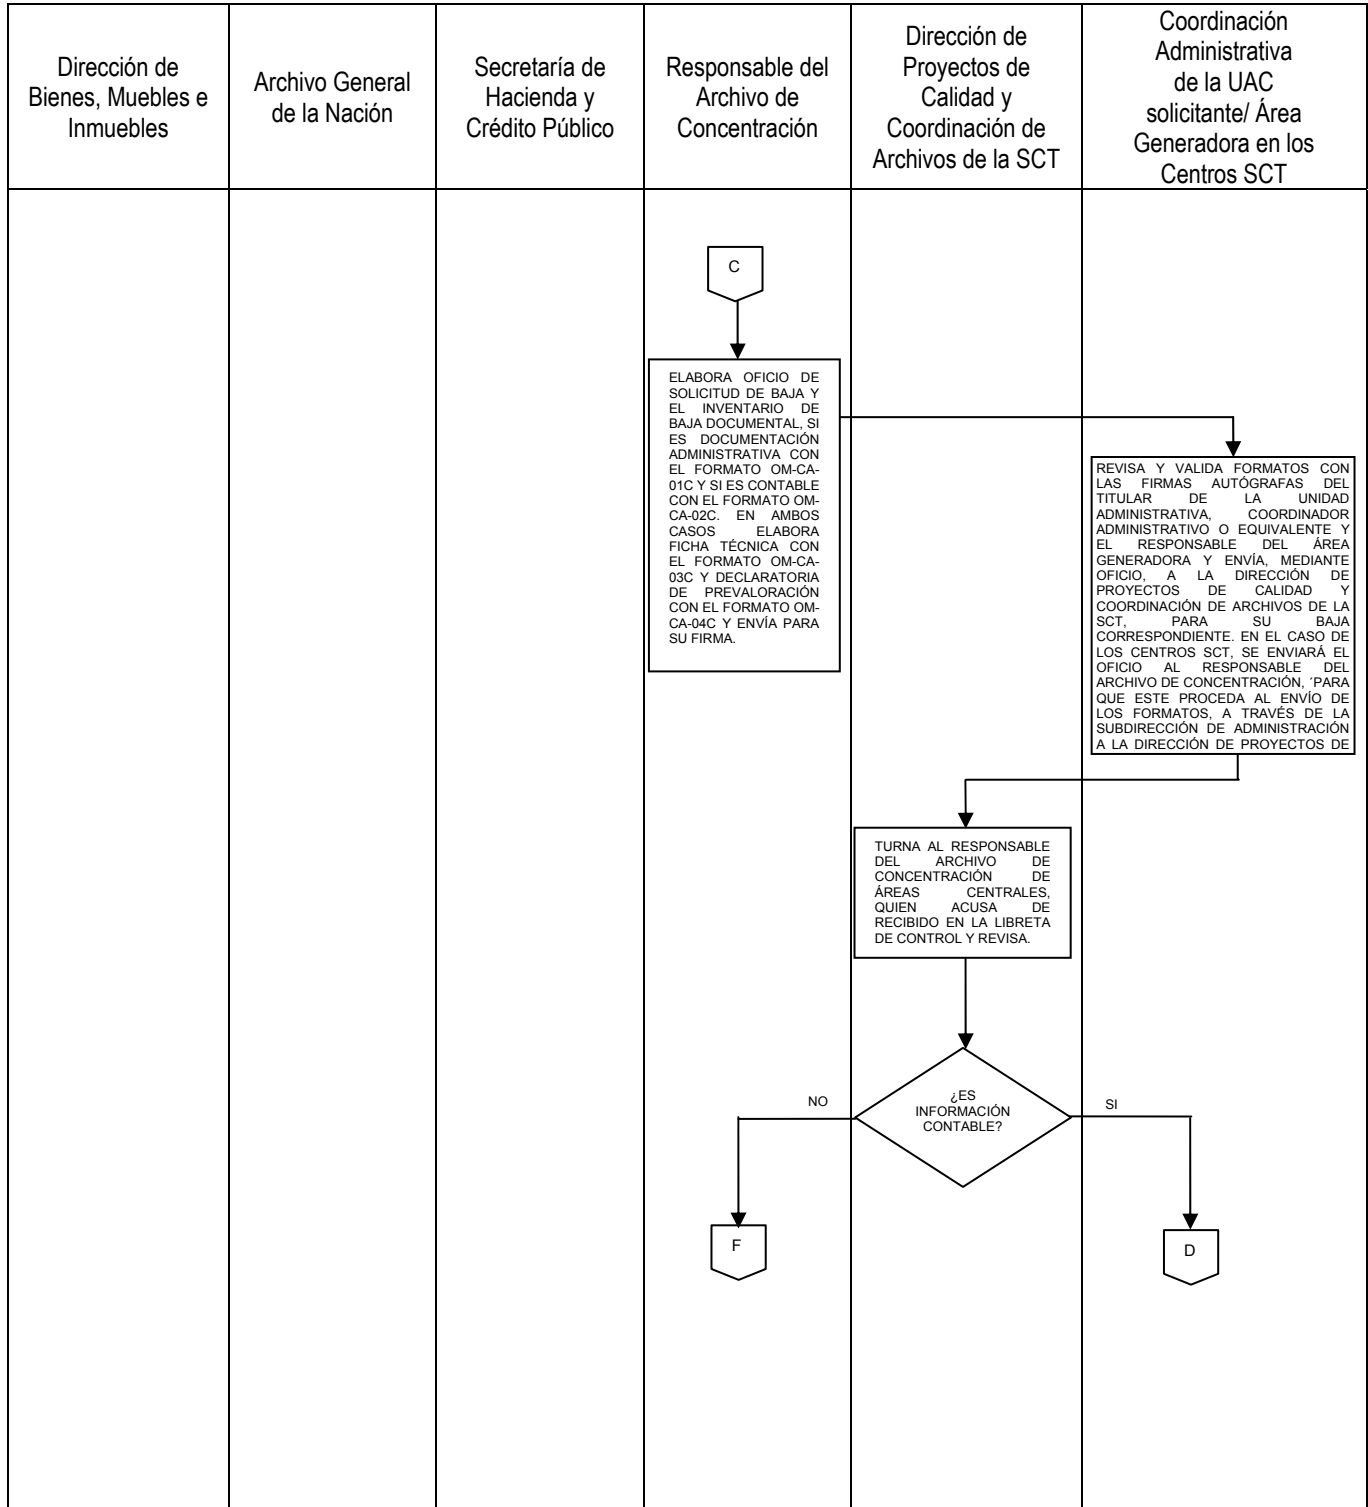 Dirección de
Bienes, Muebles e
Inmuebles
Archivo General
de la Nación
Secretaría de
Hacienda y
Crédito Público
Responsable del
Archivo de
Concentración
Dirección de
Proyectos de
Calidad y
Coordinación de
Archivos de la SCT
Coordinación
Administrativa
de la UAC
solicitante/ Área
Generadora en los
Centros SCT
C
ELABORA OFICIO DE
SOLICITUD DE BAJA Y
EL INVENTARIO DE
BAJA DOCUMENTAL, SI
ES DOCUMENTACIÓN
ADMINISTRATIVA CON
EL FORMATO OM-CA-
01C Y SI ES CONTABLE
CON EL FORMATO OM-
CA-02C. EN AMBOS
CASOS ELABORA
FICHA TÉCNICA CON
EL FORMATO OM-CA-
03C Y DECLARATORIA
DE PREVALORACIÓN
CON EL FORMATO OM-
CA-04C Y ENVÍA PARA
SU FIRMA.
REVISA Y VALIDA FORMATOS CON
LAS FIRMAS AUTÓGRAFAS DEL
TITULAR DE LA UNIDAD
ADMINISTRATIVA, COORDINADOR
ADMINISTRATIVO O EQUIVALENTE Y
EL RESPONSABLE DEL ÁREA
GENERADORA Y ENVÍA, MEDIANTE
OFICIO, A LA DIRECCIÓN DE
PROYECTOS DE CALIDAD Y
COORDINACIÓN DE ARCHIVOS DE LA
SCT, PARA SU BAJA
CORRESPONDIENTE. EN EL CASO DE
LOS CENTROS SCT, SE ENVIARÁ EL
OFICIO AL RESPONSABLE DEL
ARCHIVO DE CONCENTRACIÓN, ´PARA
QUE ESTE PROCEDA AL ENVÍO DE
LOS FORMATOS, A TRAVÉS DE LA
SUBDIRECCIÓN DE ADMINISTRACIÓN
A LA DIRECCIÓN DE PROYECTOS DE
TURNA AL RESPONSABLE
DEL ARCHIVO DE
CONCENTRACIÓN DE
ÁREAS CENTRALES,
QUIEN ACUSA DE
RECIBIDO EN LA LIBRETA
DE CONTROL Y REVISA.
¿ES
INFORMACIÓN
CONTABLE?
NO
SI
F
D